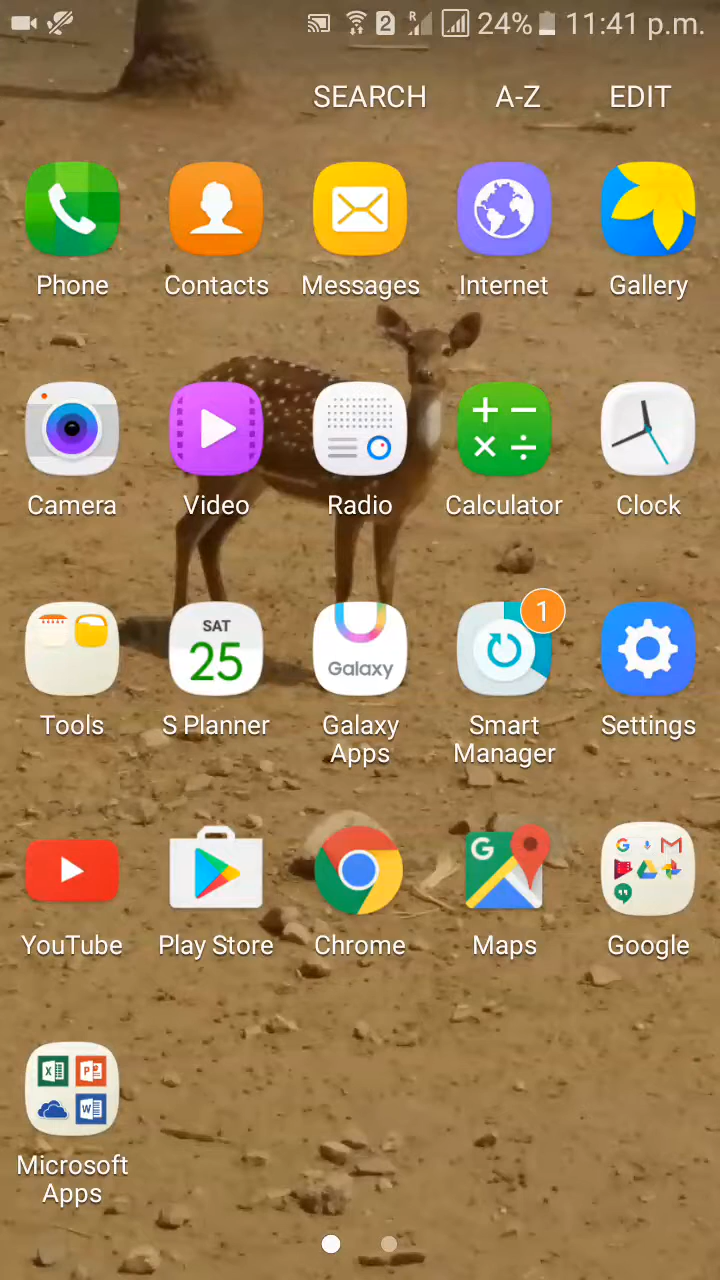 2 R 24% 11:41 p.m.
SEARCH A-Z EDIT
Phone Contacts Messages Internet Gallery
Camera Video Radio Calculator Clock
1
SAT
25
Galaxy
Tools S Planner Galaxy Apps Smart Manager Settings
G
YouTube Play Store Chrome Maps Google
Microsoft Apps